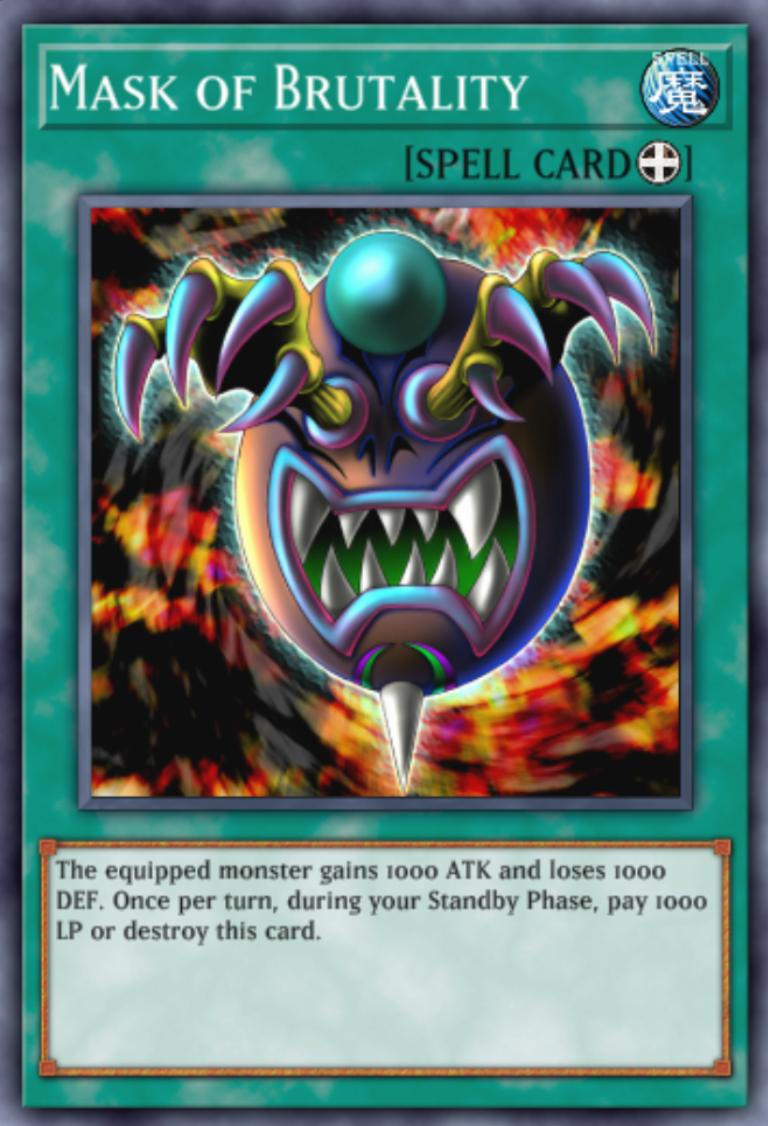 Mask of Brutality
SPELL
魔
[SPELL CARD]
The equipped monster gains 1000 ATK and loses 1000
DEF. Once per turn, during your Standby Phase, pay 1000
LP or destroy this card.